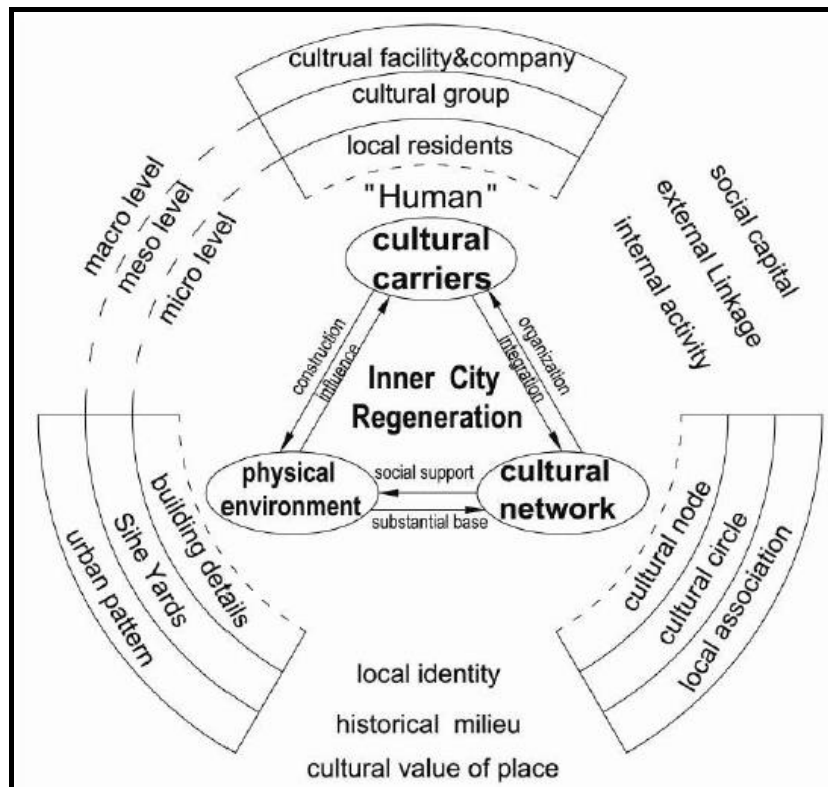 cultrual facility&company
cultural group
local residents
"Human"
cultural
carriers
macro level
meso level
micro level
social capital
external Linkage
internal activity
construction
influence
organization
integration
Inner City
Regeneration
physical
environment
social support
substantial base
cultural
network
building details
Sihe Yards
urban pattern
cultural node
cultural circle
local association
local identity
historical milieu
cultural value of place